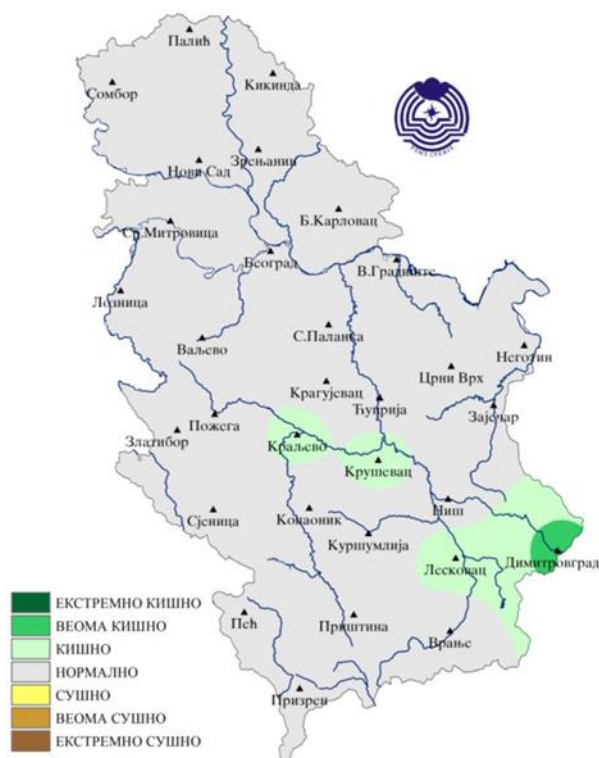 Палић
Сомбор
Кикинда
Нови Сад
Зрењанин
Б.Карловац
Ср.Митровица
Београд
В.Градиште
Лозница
Ваљево
С.Паланка
Неготин
Црни Врх
Крагујевац
Ћуприја
Зајечар
Пожега
Златибор
Краљево
Крушевац
Сјеница
Копаоник
Ниш
Куршумлија
Лесковац
Димитровград
Пећ
Приштина
Врање
Призрен
ЕКСТРЕМНО КИШНО
ВЕОМА КИШНО
КИШНО
НОРМАЛНО
СУШНО
ВЕОМА СУШНО
ЕКСТРЕМНО СУШНО